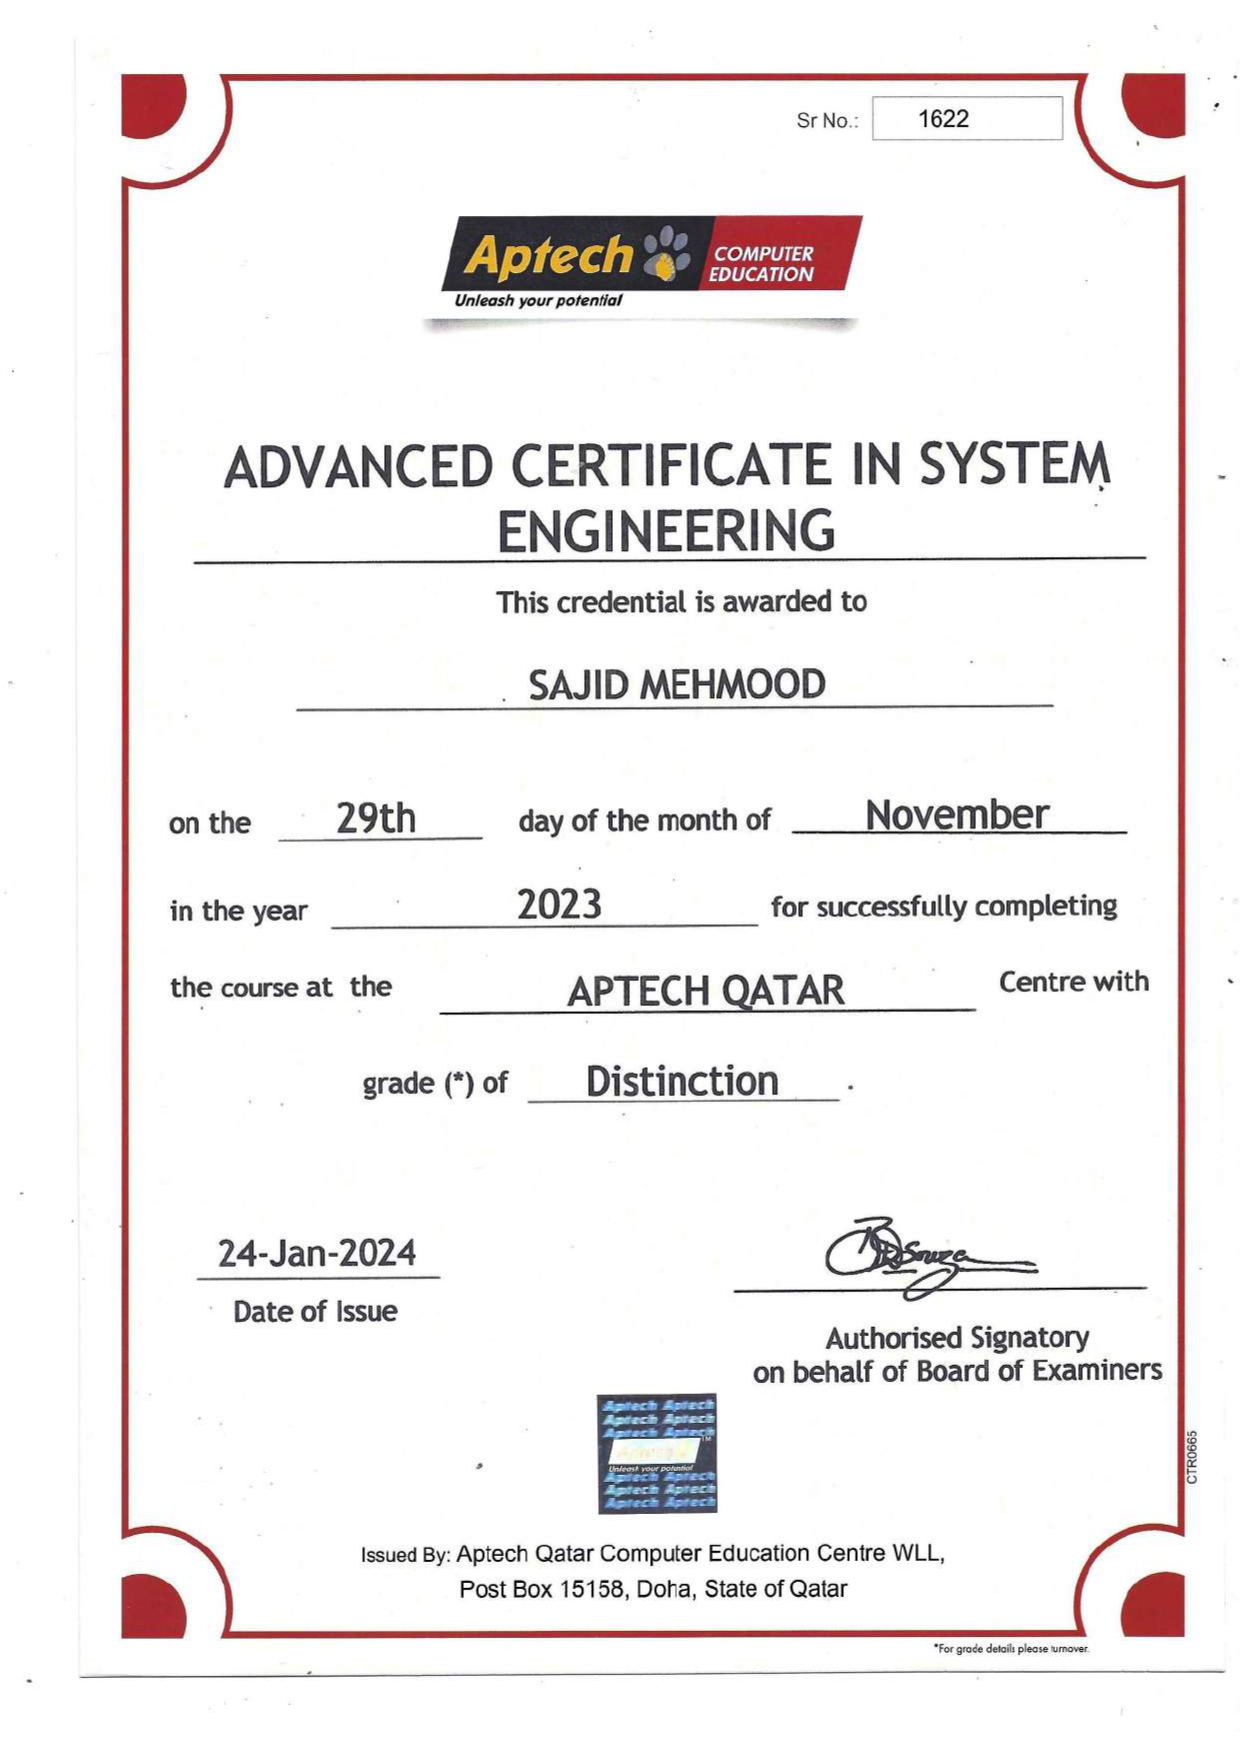 Sr No.: 1622
Aptech COMPUTER EDUCATION
Unleash your potential
ADVANCED CERTIFICATE IN SYSTEM
ENGINEERING
This credential is awarded to
SAJID MEHMOOD
on the 29th day of the month of November
in the year 2023 for successfully completing
the course at the APTECH QATAR Centre with
grade (*) of Distinction .
24-Jan-2024
Date of Issue
Authorised Signatory
on behalf of Board of Examiners
Aptech Aptech
Aptech Aptech
Aptech Aptech
Aptech TM
Unleash your potential
Aptech Aptech
Aptech Aptech
Aptech Aptech
CTR0665
Issued By: Aptech Qatar Computer Education Centre WLL,
Post Box 15158, Doha, State of Qatar
*For grade details please turnover.